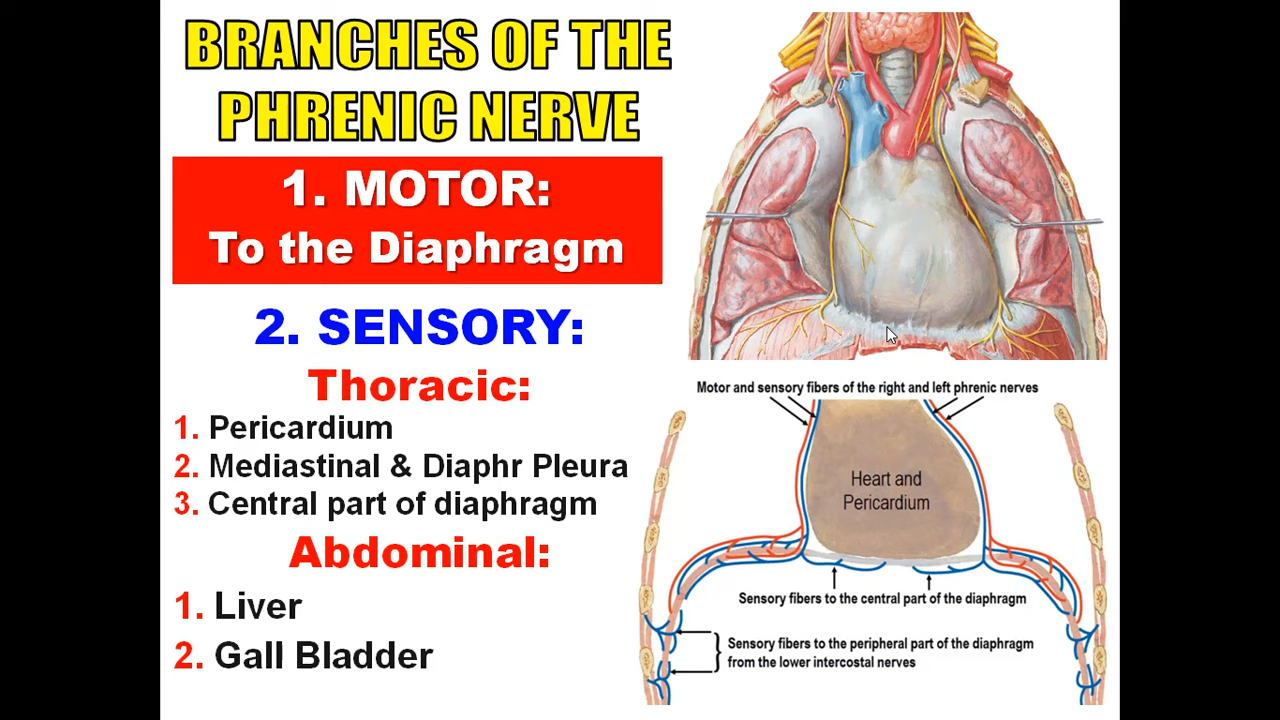 BRANCHES OF THE
PHRENIC NERVE
1. MOTOR:
To the Diaphragm
2. SENSORY:
Thoracic:
1. Pericardium
2. Mediastinal & Diaphr Pleura
3. Central part of diaphragm
Abdominal:
1. Liver
2. Gall Bladder
Motor and sensory fibers of the right and left phrenic nerves
Heart and
Pericardium
Sensory fibers to the central part of the diaphragm
Sensory fibers to the peripheral part of the diaphragm
from the lower intercostal nerves